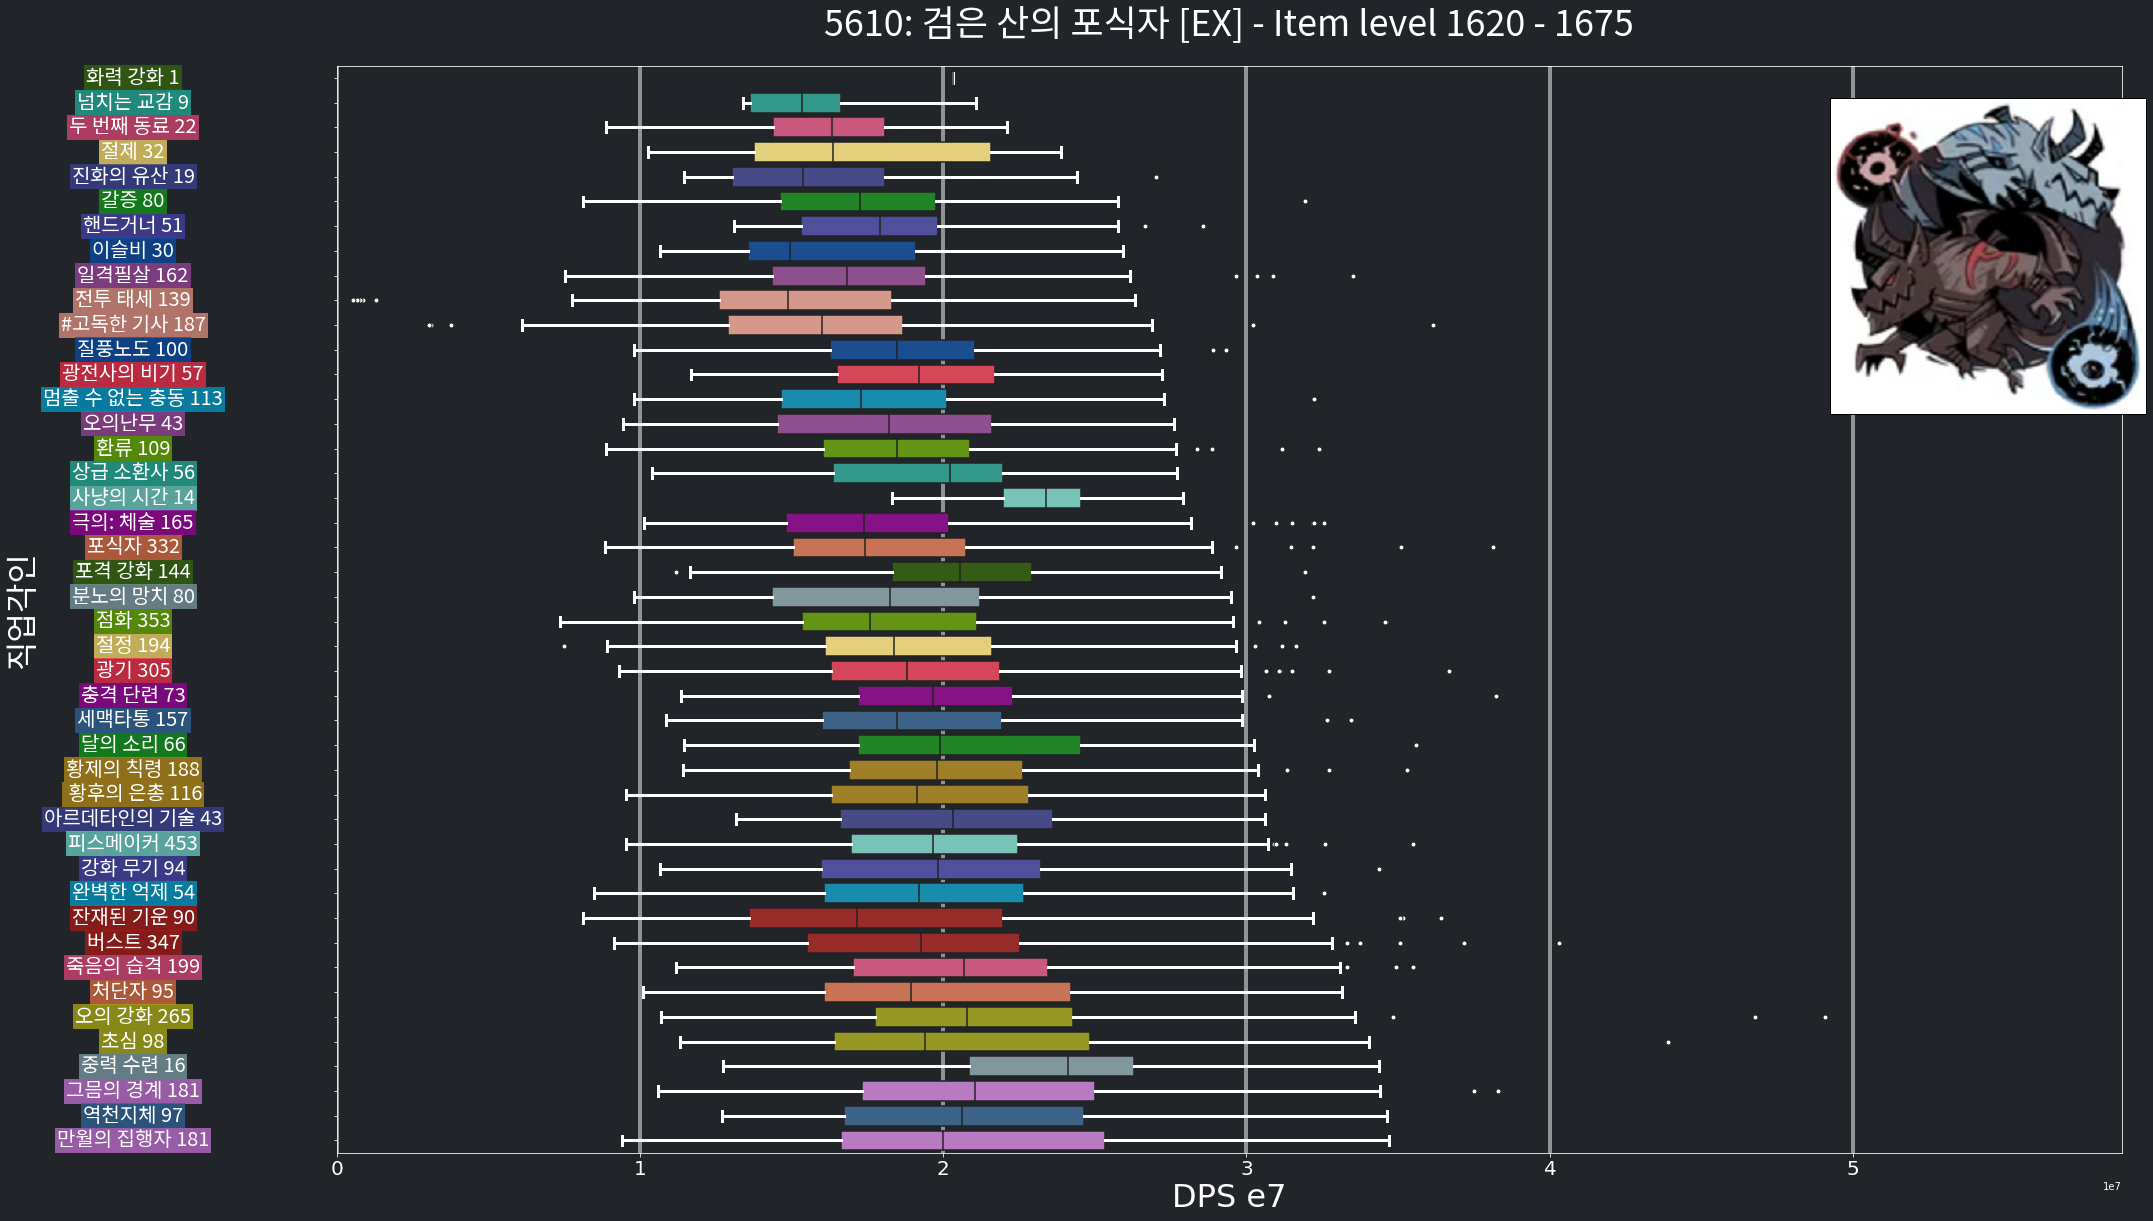 5610: 검은 산의 포식자 [EX] - Item level 1620 - 1675
화력 강화 1
넘치는 교감 9
두 번째 동료 22
절제 32
진화의 유산 19
갈증 80
핸드거너 51
이슬비 30
일격필살 162
전투 태세 139
#고독한 기사 187
질풍노도 100
광전사의 비기 57
멈출 수 없는 충동 113
오의난무 43
환류 109
상급 소환사 56
사냥의 시간 14
극의: 체술 165
포식자 332
포격 강화 144
분노의 망치 80
점화 353
절정 194
광기 305
충격 단련 73
세맥타통 157
달의 소리 66
황제의 칙령 188
황후의 은총 116
아르데타인의 기술 43
피스메이커 453
강화 무기 94
완벽한 억제 54
잔재된 기운 90
버스트 347
죽음의 습격 199
처단자 95
오의 강화 265
초심 98
중력 수련 16
그믐의 경계 181
역천지체 97
만월의 집행자 181
직업각인
0 1 2 3 4 5
DPS e7
1e7